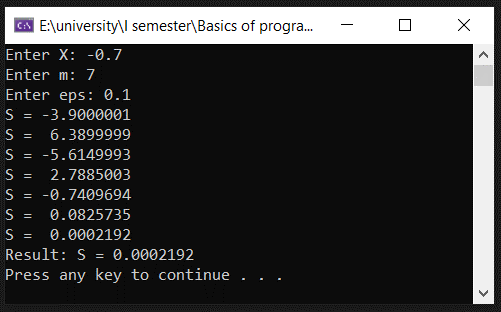 E:\university\I semester\Basics of progra...
Enter X: -0.7
Enter m: 7
Enter eps: 0.1
S = -3.9000001
S =  6.3899999
S = -5.6149993
S =  2.7885003
S = -0.7409694
S =  0.0825735
S =  0.0002192
Result: S = 0.0002192
Press any key to continue . . .